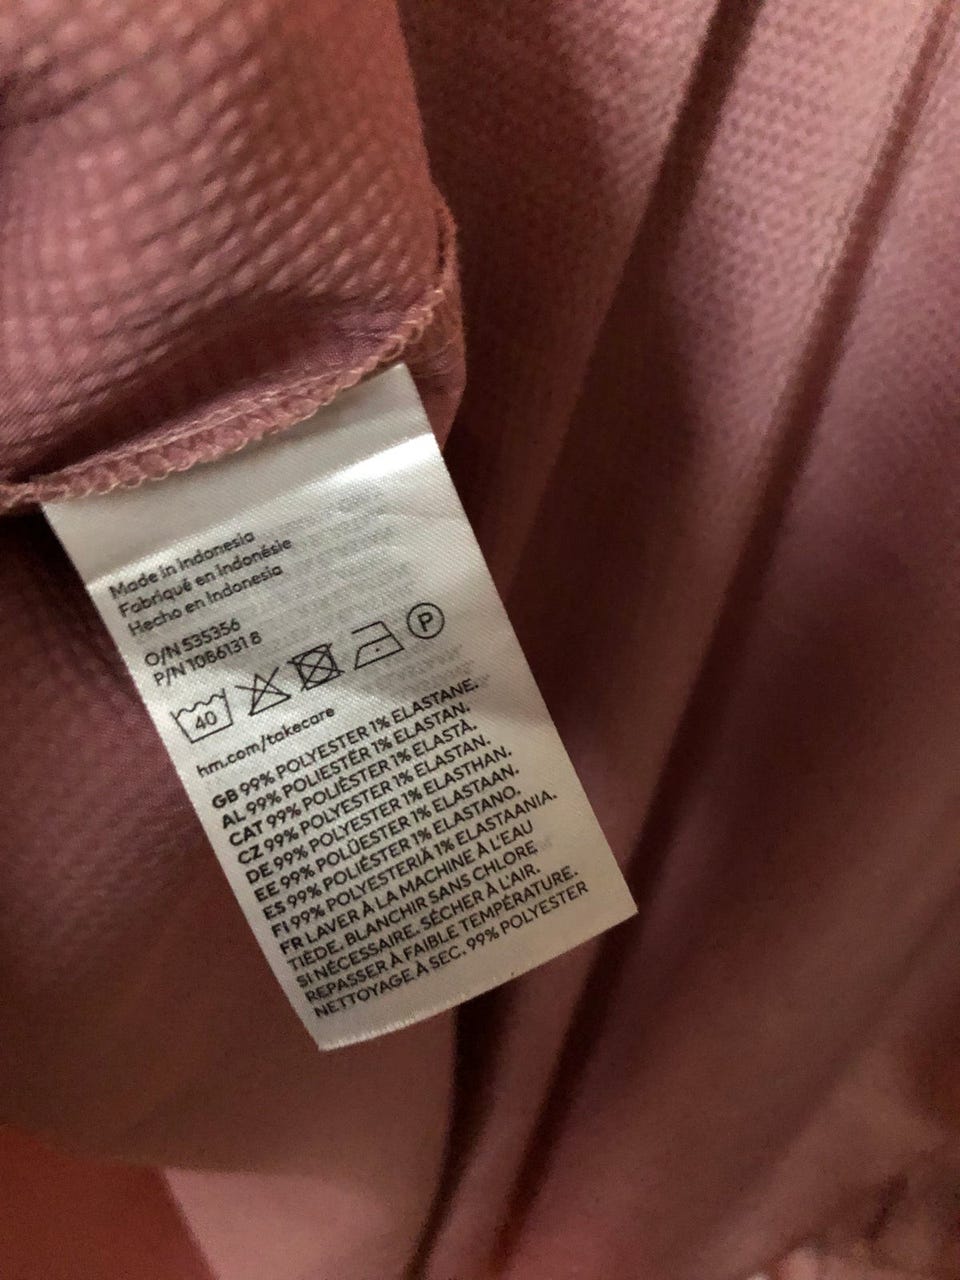 Made in Indonesia
Fabriqué en Indonésie
Hecho en Indonesia
O/N 535356
P/N 10B6131 8
40 P
hm.com/takecare
GB 99% POLYESTER 1% ELASTANE.
AL 99% POLIESTËR 1% ELASTAN.
CAT 99% POLIÈSTER 1% ELASTÀ.
CZ 99% POLYESTER 1% ELASTAN.
DE 99% POLYESTER 1% ELASTHAN.
EE 99% POLÜESTER 1% ELASTAAN.
ES 99% POLIÉSTER 1% ELASTANO.
FI 99% POLYESTERIÄ 1% ELASTAANIA.
FR LAVER À LA MACHINE À L'EAU
TIÈDE. BLANCHIR SANS CHLORE
SI NÉCESSAIRE. SÉCHER À L'AIR.
REPASSER À FAIBLE TEMPÉRATURE.
NETTOYAGE À SEC. 99% POLYESTER